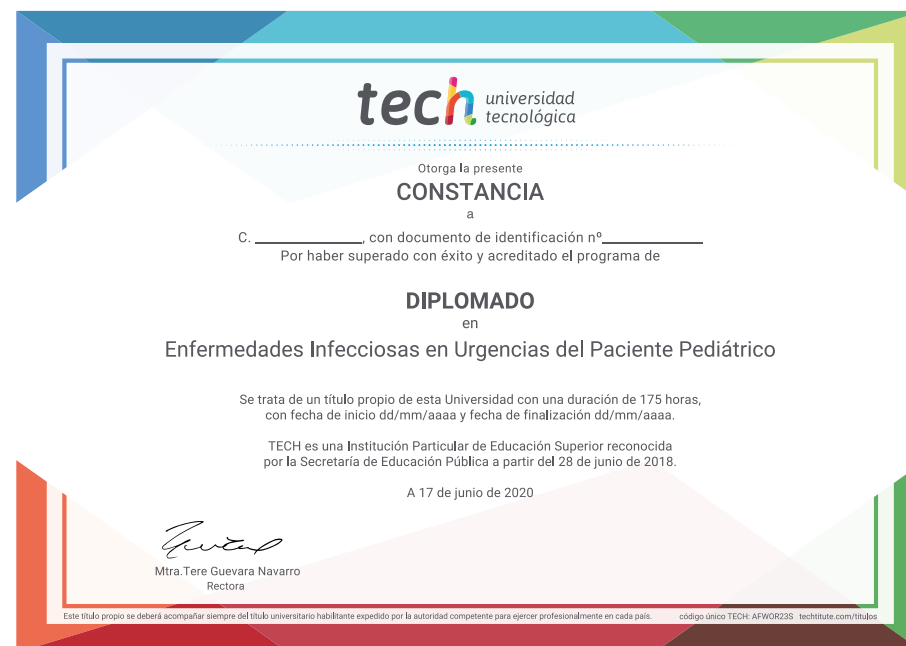 tech universidad
tecnológica
Otorga la presente
CONSTANCIA
a
C. ____________, con documento de identificación nº____________
Por haber superado con éxito y acreditado el programa de
DIPLOMADO
en
Enfermedades Infecciosas en Urgencias del Paciente Pediátrico
Se trata de un título propio de esta Universidad con una duración de 175 horas,
con fecha de inicio dd/mm/aaaa y fecha de finalización dd/mm/aaaa.
TECH es una Institución Particular de Educación Superior reconocida
por la Secretaría de Educación Pública a partir del 28 de junio de 2018.
A 17 de junio de 2020
Mtra.Tere Guevara Navarro
Rectora
Este título propio se deberá acompañar siempre del título universitario habilitante expedido por la autoridad competente para ejercer profesionalmente en cada país.
código único TECH: AFWOR23S techtitute.com/titulos